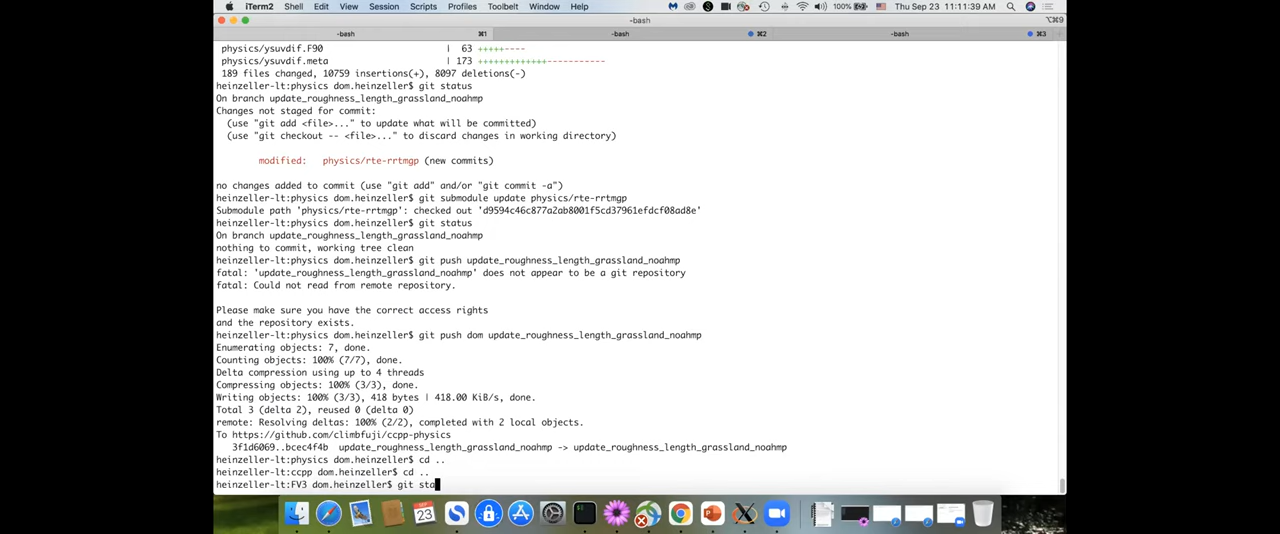 iTerm2 Shell Edit View Session Scripts Profiles Toolbelt Window Help 100% Thu Sep 23 11:11:39 AM
-bash ⌥⌘9
-bash ⌘1 -bash ⌘2 -bash ⌘3
physics/ysuvdif.F90 | 63 +++++----
physics/ysuvdif.meta | 173 +++++++++++++-----------
189 files changed, 10759 insertions(+), 8097 deletions(-)
heinzeller-lt:physics dom.heinzeller$ git status
On branch update_roughness_length_grassland_noahmp
Changes not staged for commit:
(use "git add <file>..." to update what will be committed)
(use "git checkout -- <file>..." to discard changes in working directory)
modified: physics/rte-rrtmgp (new commits)
no changes added to commit (use "git add" and/or "git commit -a")
heinzeller-lt:physics dom.heinzeller$ git submodule update physics/rte-rrtmgp
Submodule path 'physics/rte-rrtmgp': checked out 'd9594c46c877a2ab8001f5cd37961efdcf08ad8e'
heinzeller-lt:physics dom.heinzeller$ git status
On branch update_roughness_length_grassland_noahmp
nothing to commit, working tree clean
heinzeller-lt:physics dom.heinzeller$ git push update_roughness_length_grassland_noahmp
fatal: 'update_roughness_length_grassland_noahmp' does not appear to be a git repository
fatal: Could not read from remote repository.
Please make sure you have the correct access rights
and the repository exists.
heinzeller-lt:physics dom.heinzeller$ git push dom update_roughness_length_grassland_noahmp
Enumerating objects: 7, done.
Counting objects: 100% (7/7), done.
Delta compression using up to 4 threads
Compressing objects: 100% (3/3), done.
Writing objects: 100% (3/3), 418 bytes | 418.00 KiB/s, done.
Total 3 (delta 2), reused 0 (delta 0)
remote: Resolving deltas: 100% (2/2), completed with 2 local objects.
To https://github.com/climbfuji/ccpp-physics
3f1d6069..bcec4f4b update_roughness_length_grassland_noahmp -> update_roughness_length_grassland_noahmp
heinzeller-lt:physics dom.heinzeller$ cd ..
heinzeller-lt:ccpp dom.heinzeller$ cd ..
heinzeller-lt:FV3 dom.heinzeller$ git sta
SEP
23